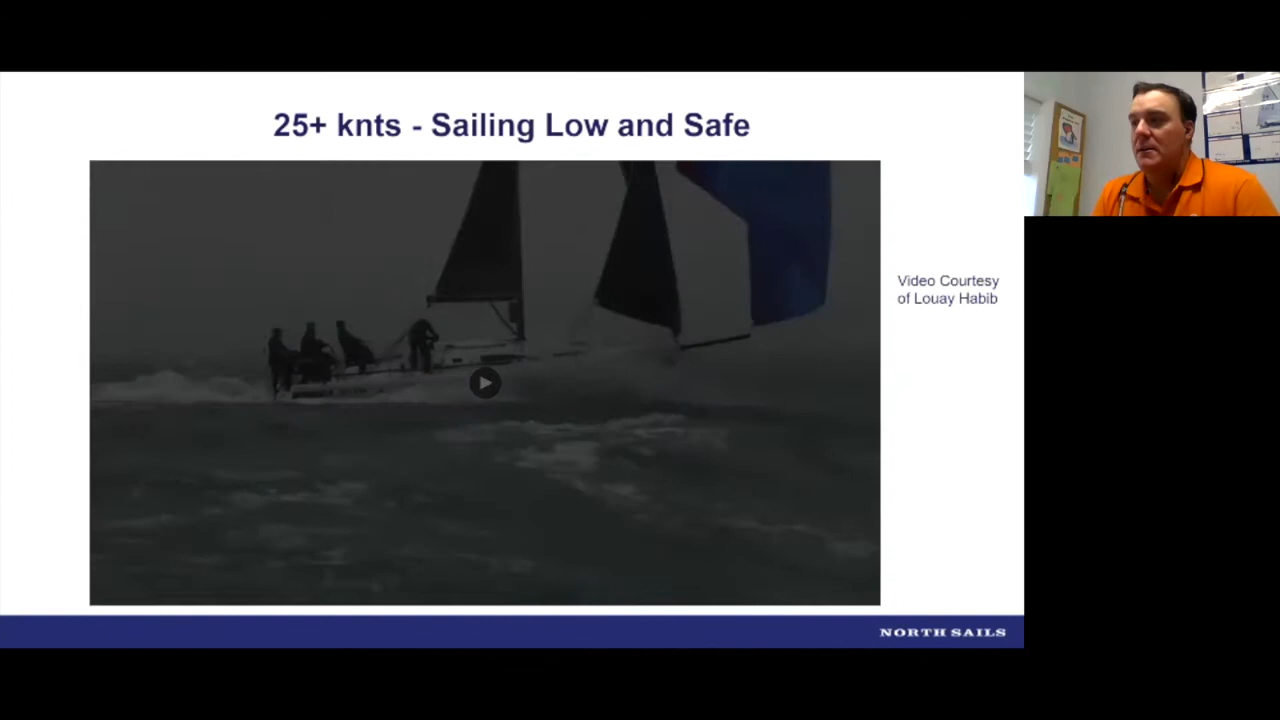 25+ knts - Sailing Low and Safe
Video Courtesy
of Louay Habib
NORTH SAILS